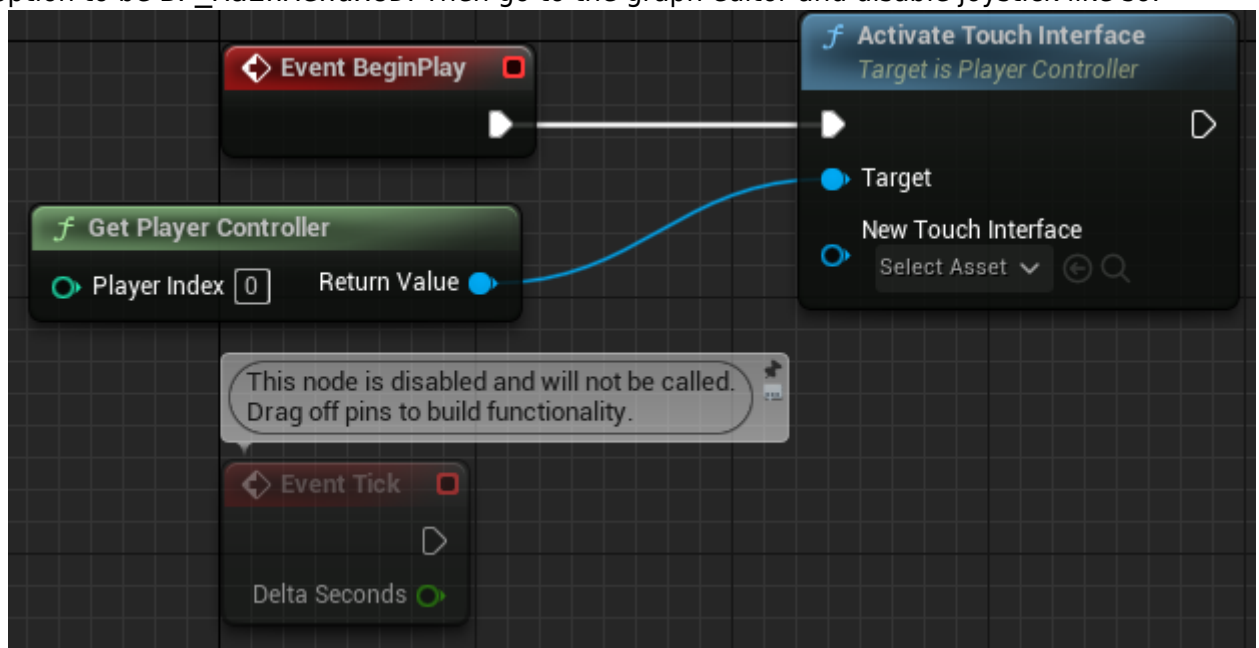 Event BeginPlay
f Activate Touch Interface
Target is Player Controller
Target
New Touch Interface
Select Asset
f Get Player Controller
Player Index 0
Return Value
This node is disabled and will not be called.
Drag off pins to build functionality.
Event Tick
Delta Seconds